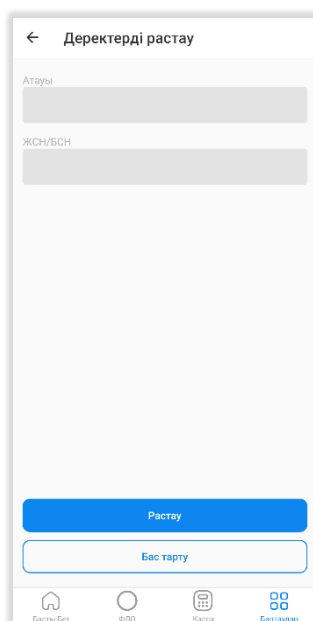 Деректерді растау
Атауы
ЖСН/БСН
Растау
Бас тарту
Басты Бет
ФЛО
Касса
Баптаулар